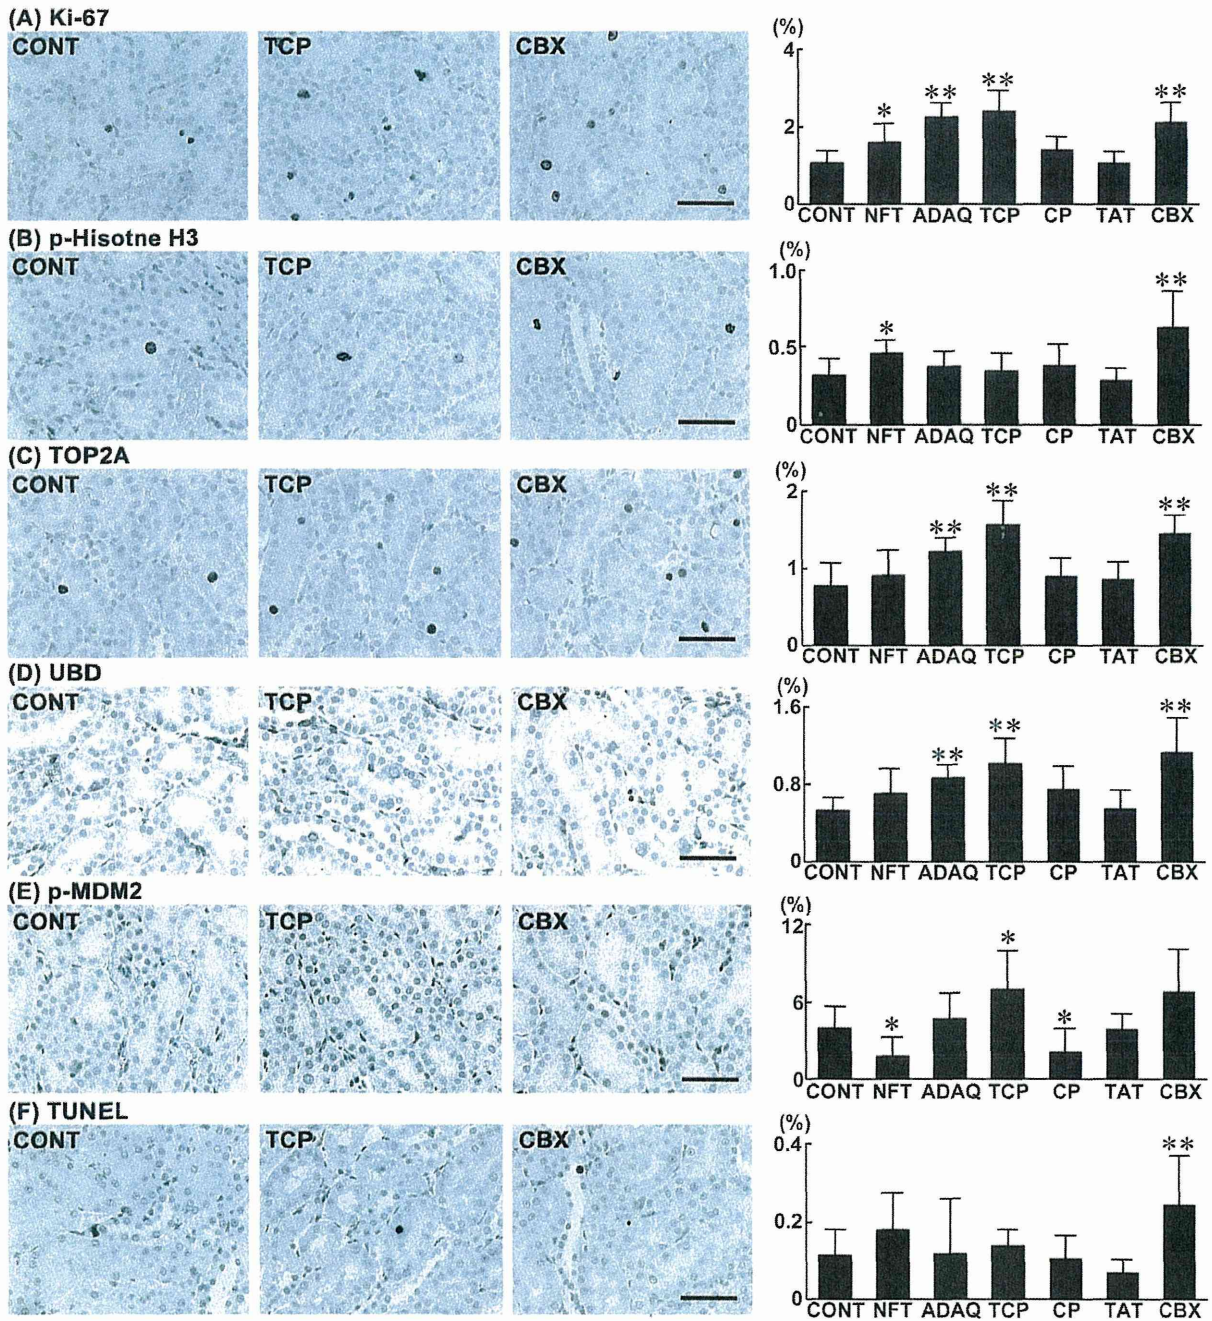 (A) Ki-67
CONT TCP CBX
(%)
4
2
0
* ** ** **
CONT NFT ADAQ TCP CP TAT CBX
(B) p-Hisotne H3
CONT TCP CBX
(%)
1.0
0.5
0
* **
CONT NFT ADAQ TCP CP TAT CBX
(C) TOP2A
CONT TCP CBX
(%)
2
1
0
** ** **
CONT NFT ADAQ TCP CP TAT CBX
(D) UBD
CONT TCP CBX
(%)
1.6
0.8
0
** ** **
CONT NFT ADAQ TCP CP TAT CBX
(E) p-MDM2
CONT TCP CBX
(%)
12
6
0
* * *
CONT NFT ADAQ TCP CP TAT CBX
(F) TUNEL
CONT TCP CBX
(%)
0.4
0.2
0
**
CONT NFT ADAQ TCP CP TAT CBX